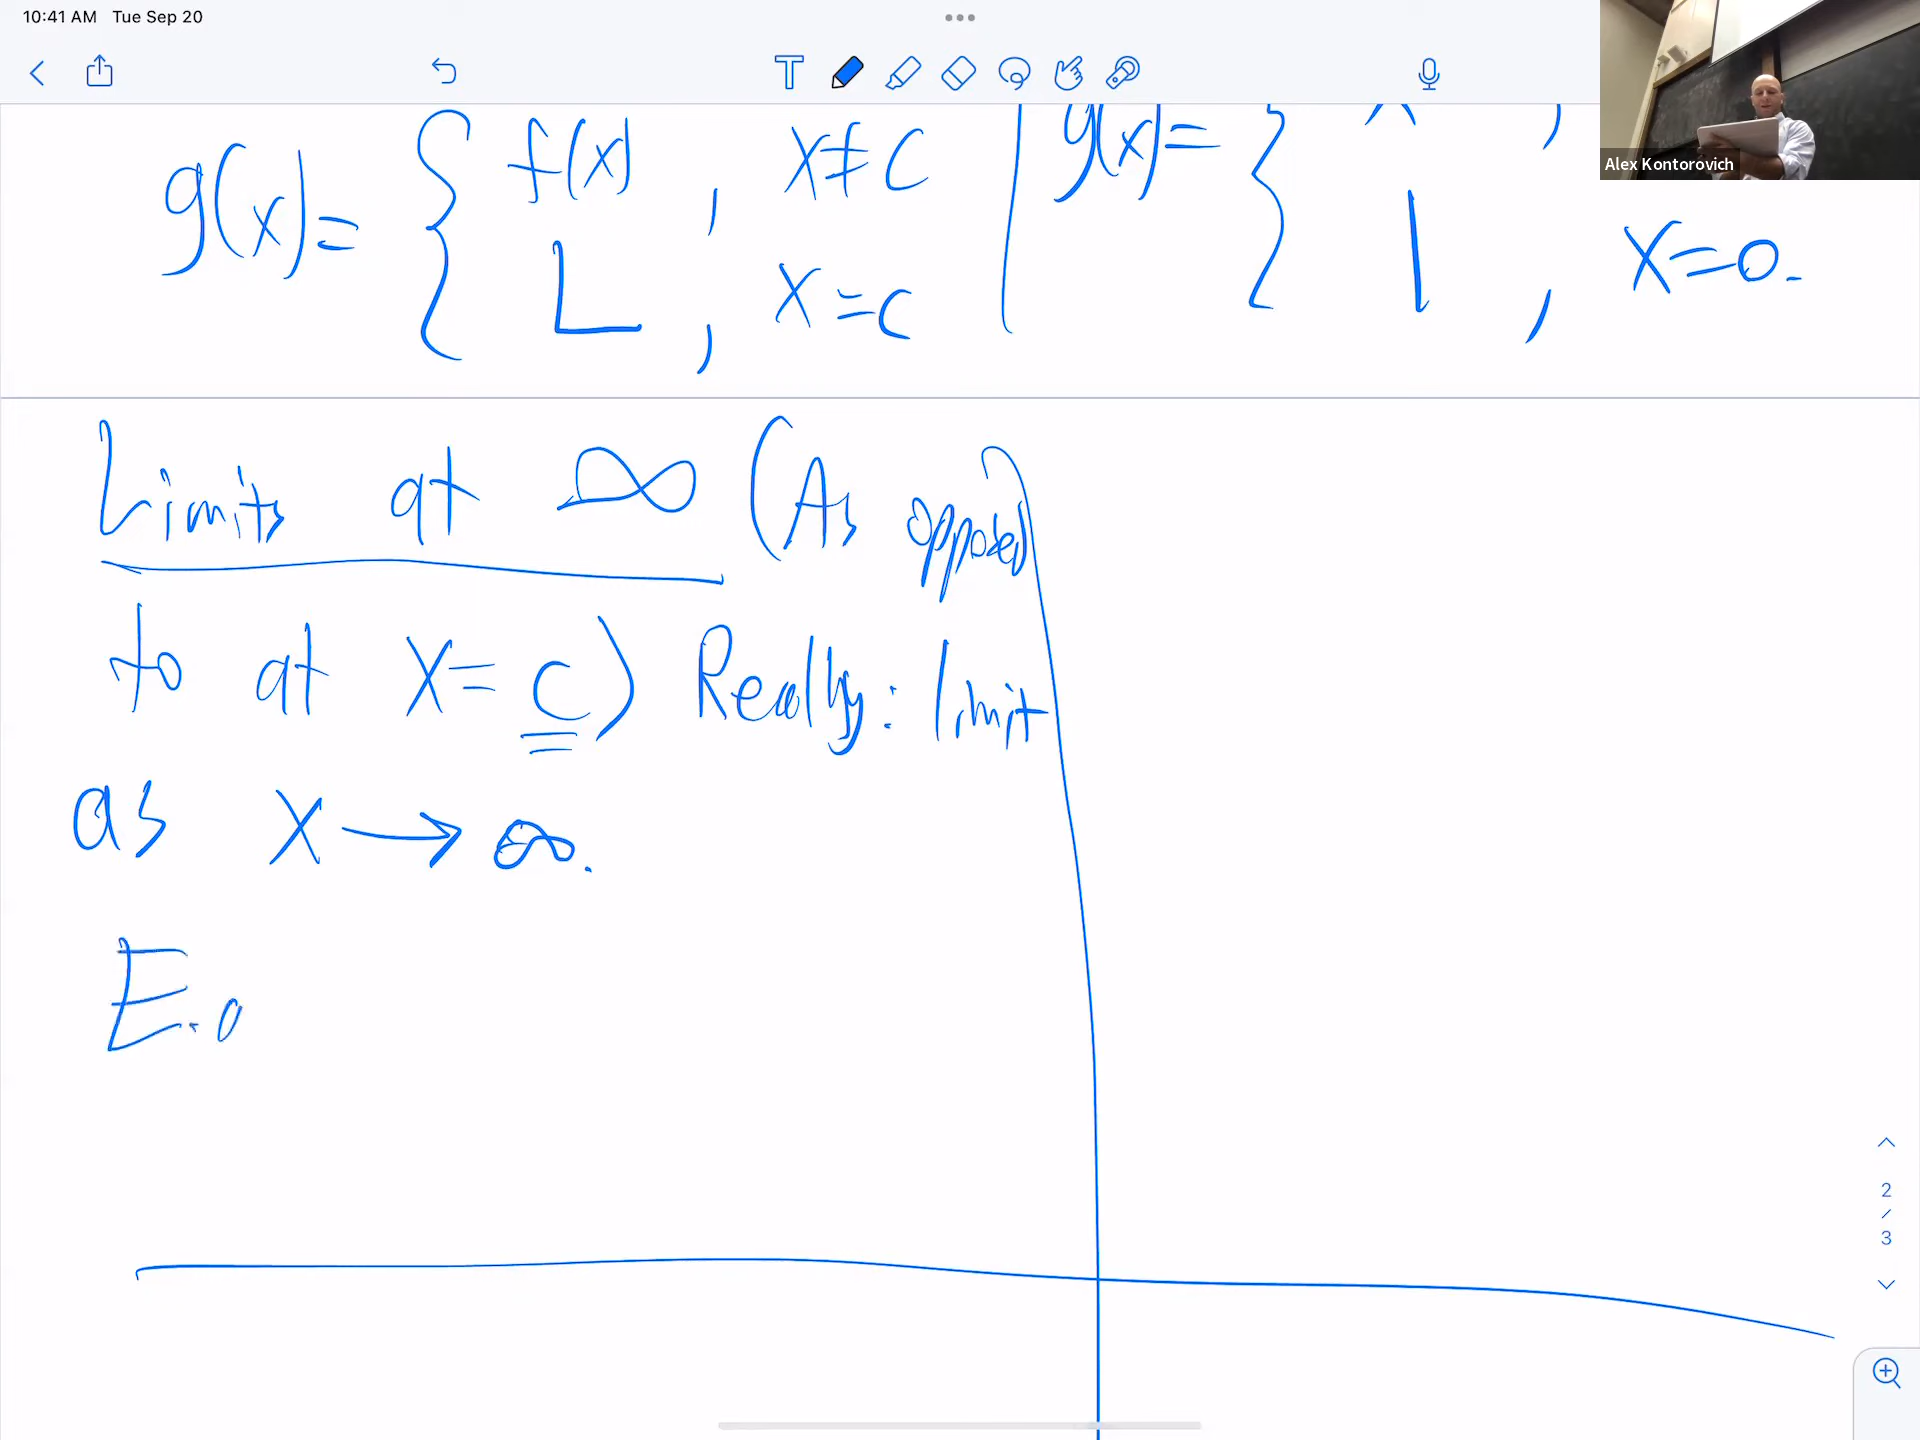 10:41 AM Tue Sep 20
Alex Kontorovich
g(x) = { f(x) , x ≠ c
L , x = c
g(x) = {
1 , x = 0.
Limits at ∞ (As opposed
to at x = c) Really: limit
as x → ∞.
E.
2
/
3